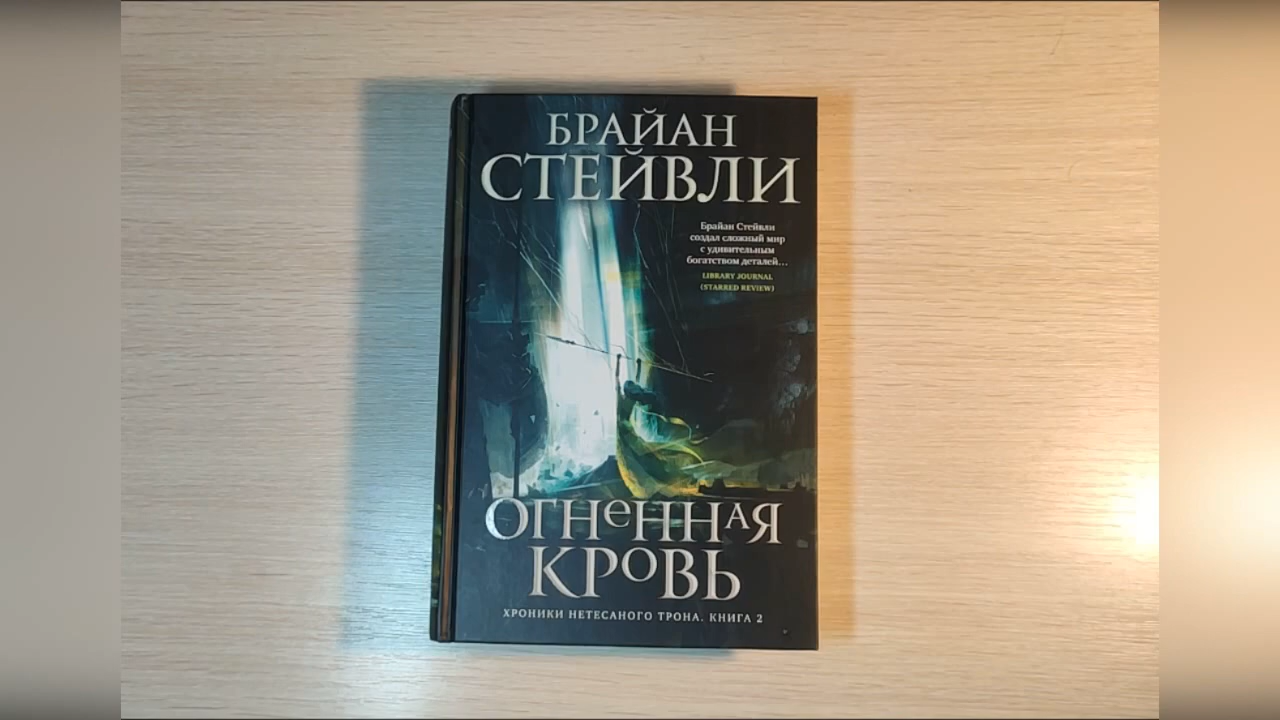 БРАЙАН
СТЕЙВЛИ
Брайан Стейвли
создал сложный мир
с удивительным
богатством деталей...
LIBRARY JOURNAL
(STARRED REVIEW)
ОГНеННАЯ
КРОВЬ
ХРОНИКИ НЕТЕСАНОГО ТРОНА. КНИГА 2